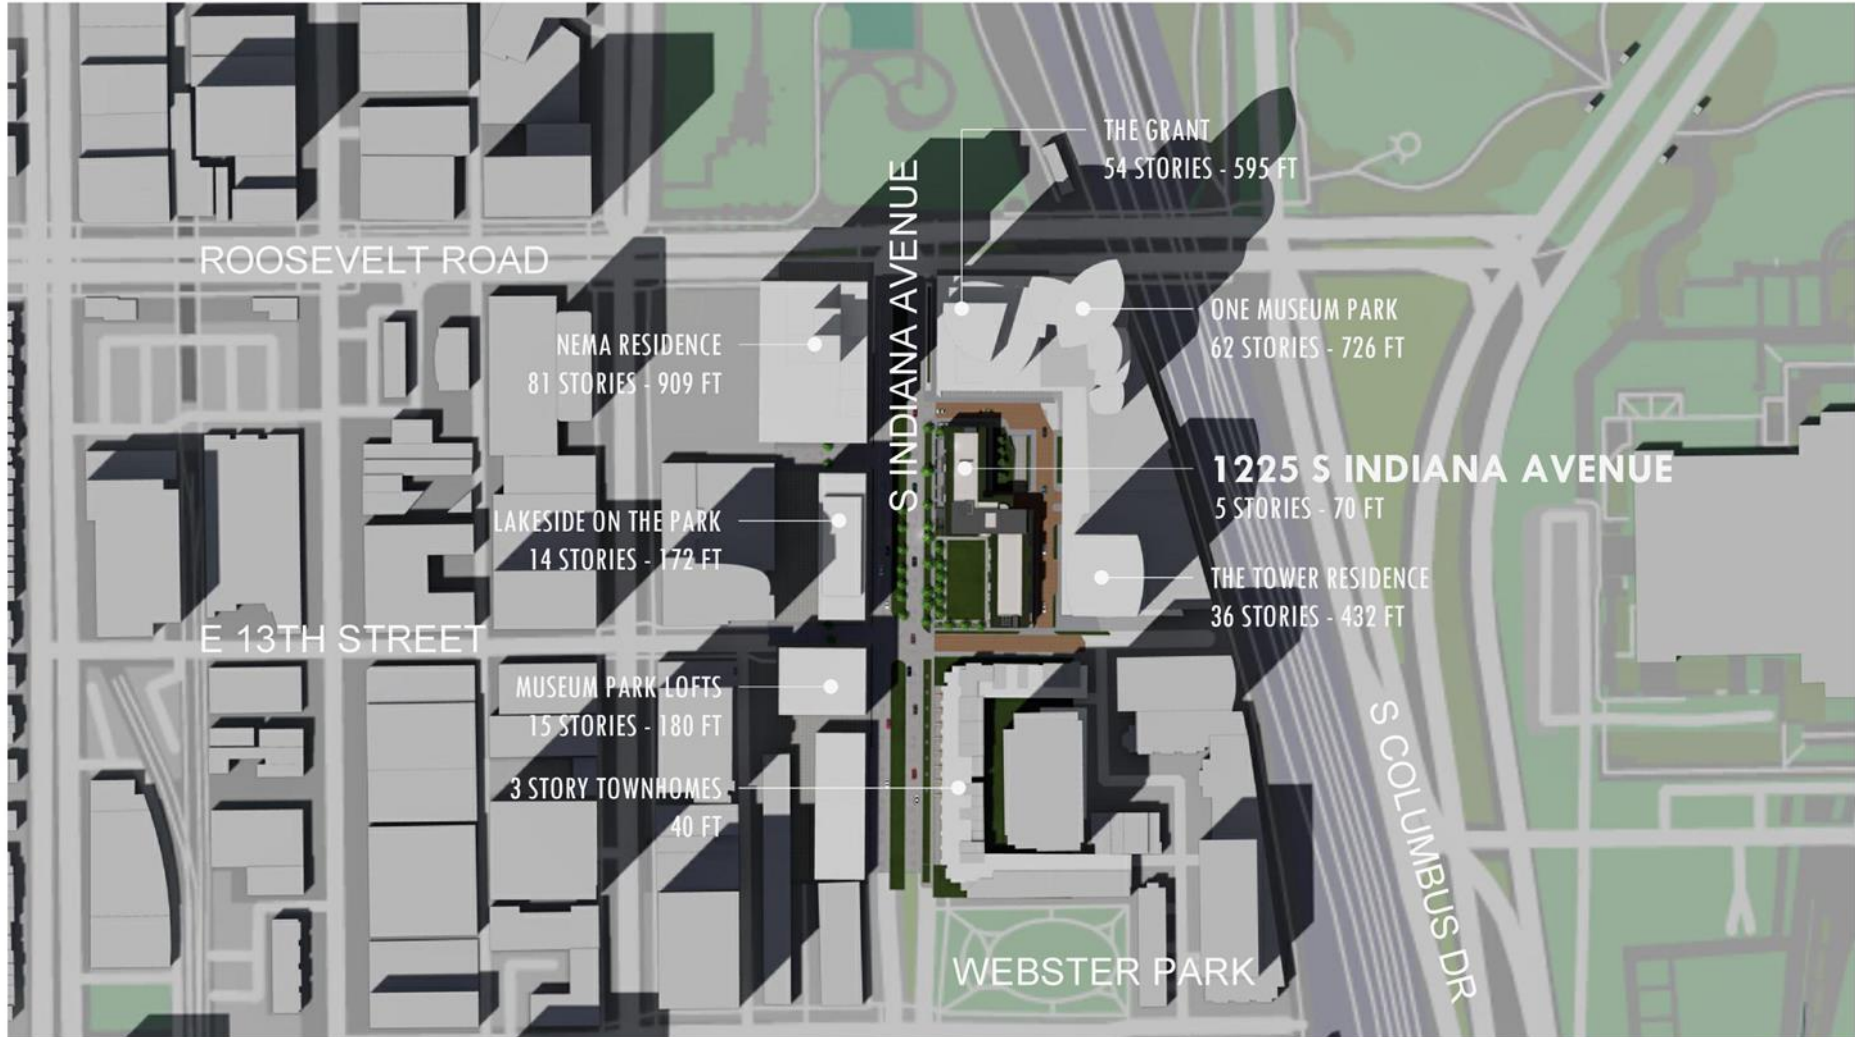 THE GRANT
54 STORIES - 595 FT
S INDIANA AVENUE
ROOSEVELT ROAD
ONE MUSEUM PARK
62 STORIES - 726 FT
NEMA RESIDENCE
81 STORIES - 909 FT
1225 S INDIANA AVENUE
5 STORIES - 70 FT
LAKESIDE ON THE PARK
14 STORIES - 172 FT
THE TOWER RESIDENCE
36 STORIES - 432 FT
E 13TH STREET
MUSEUM PARK LOFTS
15 STORIES - 180 FT
3 STORY TOWNHOMES
40 FT
S COLUMBUS DR
WEBSTER PARK